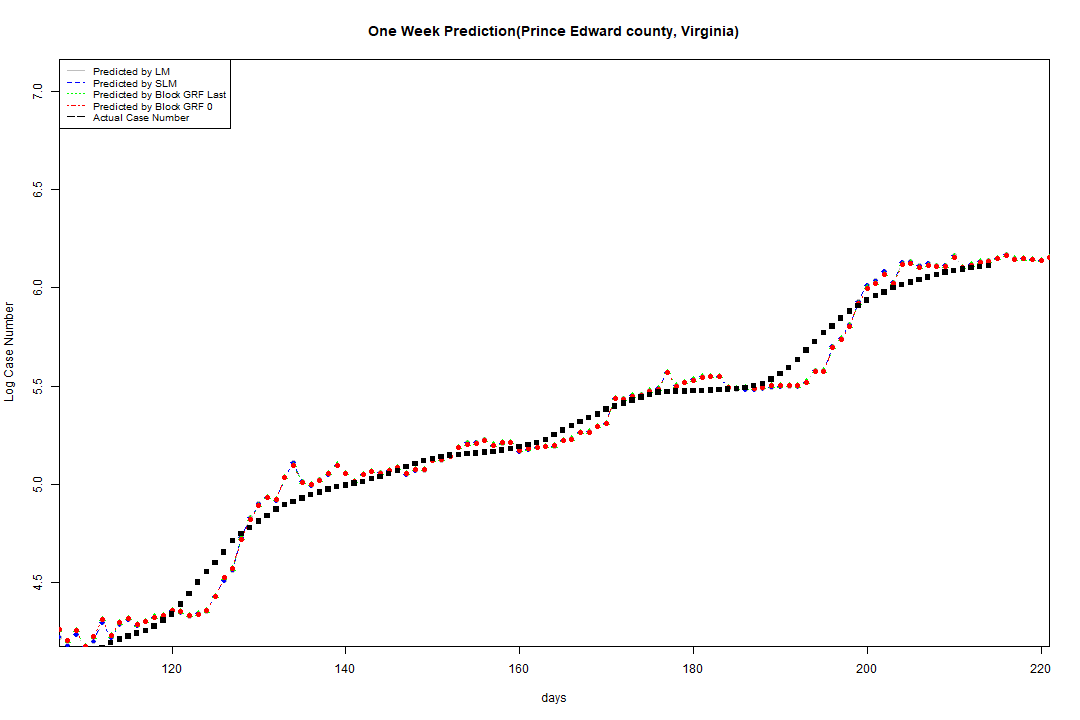 One Week Prediction(Prince Edward county, Virginia)
Predicted by LM
Predicted by SLM
Predicted by Block GRF Last
Predicted by Block GRF 0
Actual Case Number
Log Case Number
7.0
6.5
6.0
5.5
5.0
4.5
120 140 160 180 200 220
days